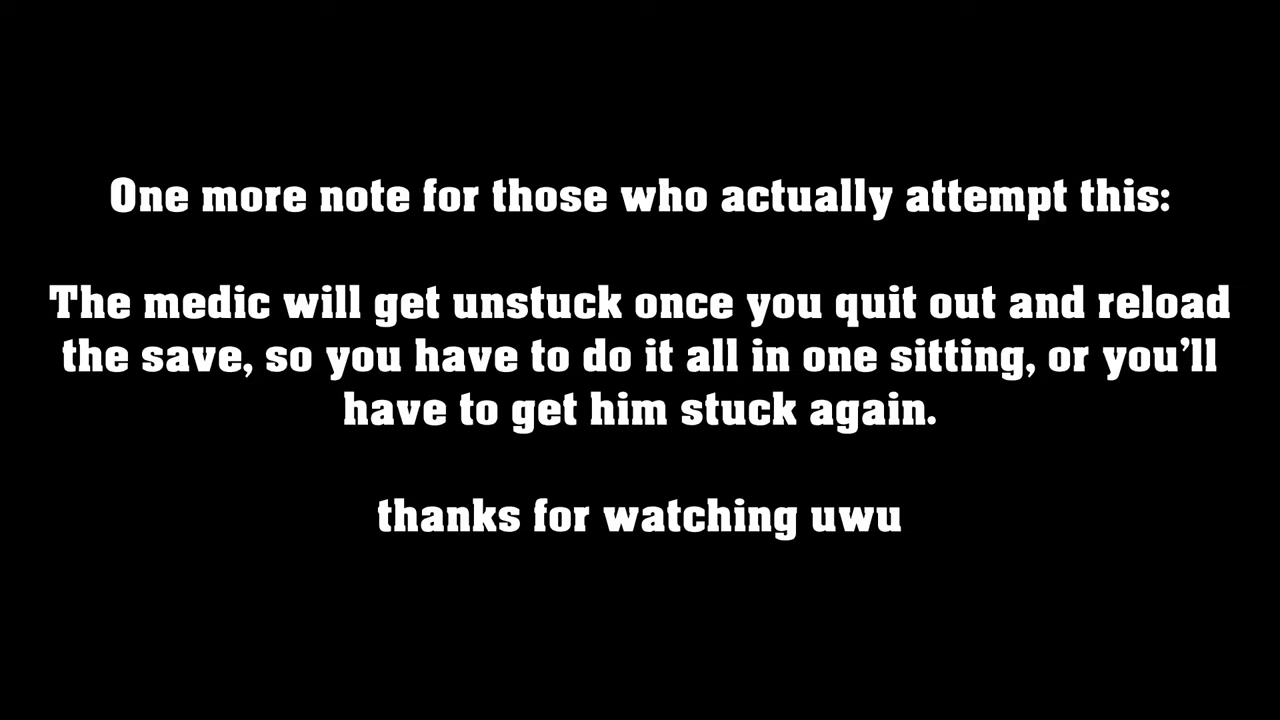 One more note for those who actually attempt this:
The medic will get unstuck once you quit out and reload
the save, so you have to do it all in one sitting, or you’ll
have to get him stuck again.
thanks for watching uwu